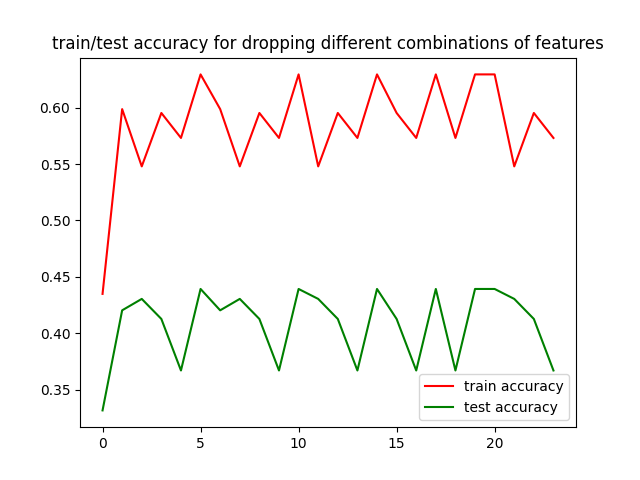 train/test accuracy for dropping different combinations of features
0.60
0.55
0.50
0.45
0.40
0.35
train accuracy
test accuracy
0 5 10 15 20